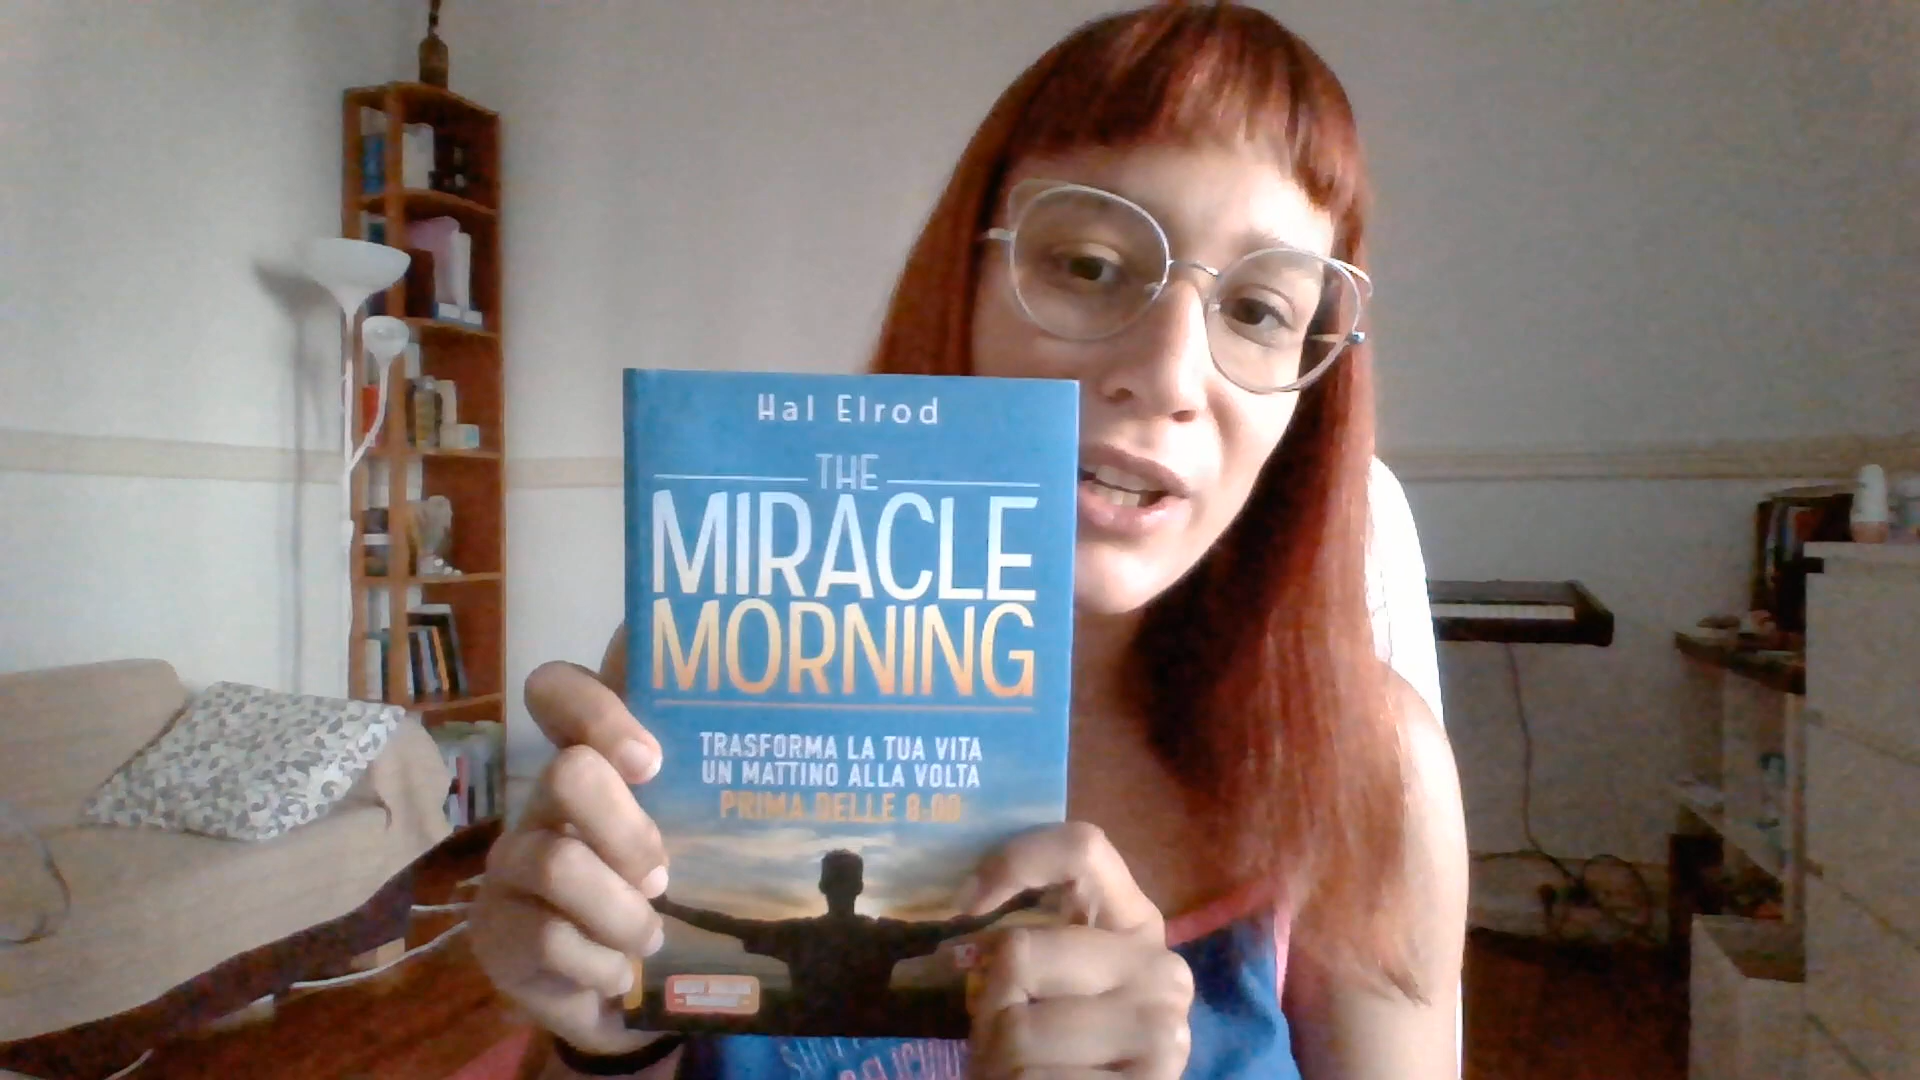 Hal Elrod
THE
MIRACLE
MORNING
TRASFORMA LA TUA VITA
UN MATTINO ALLA VOLTA
PRIMA DELLE 8:00